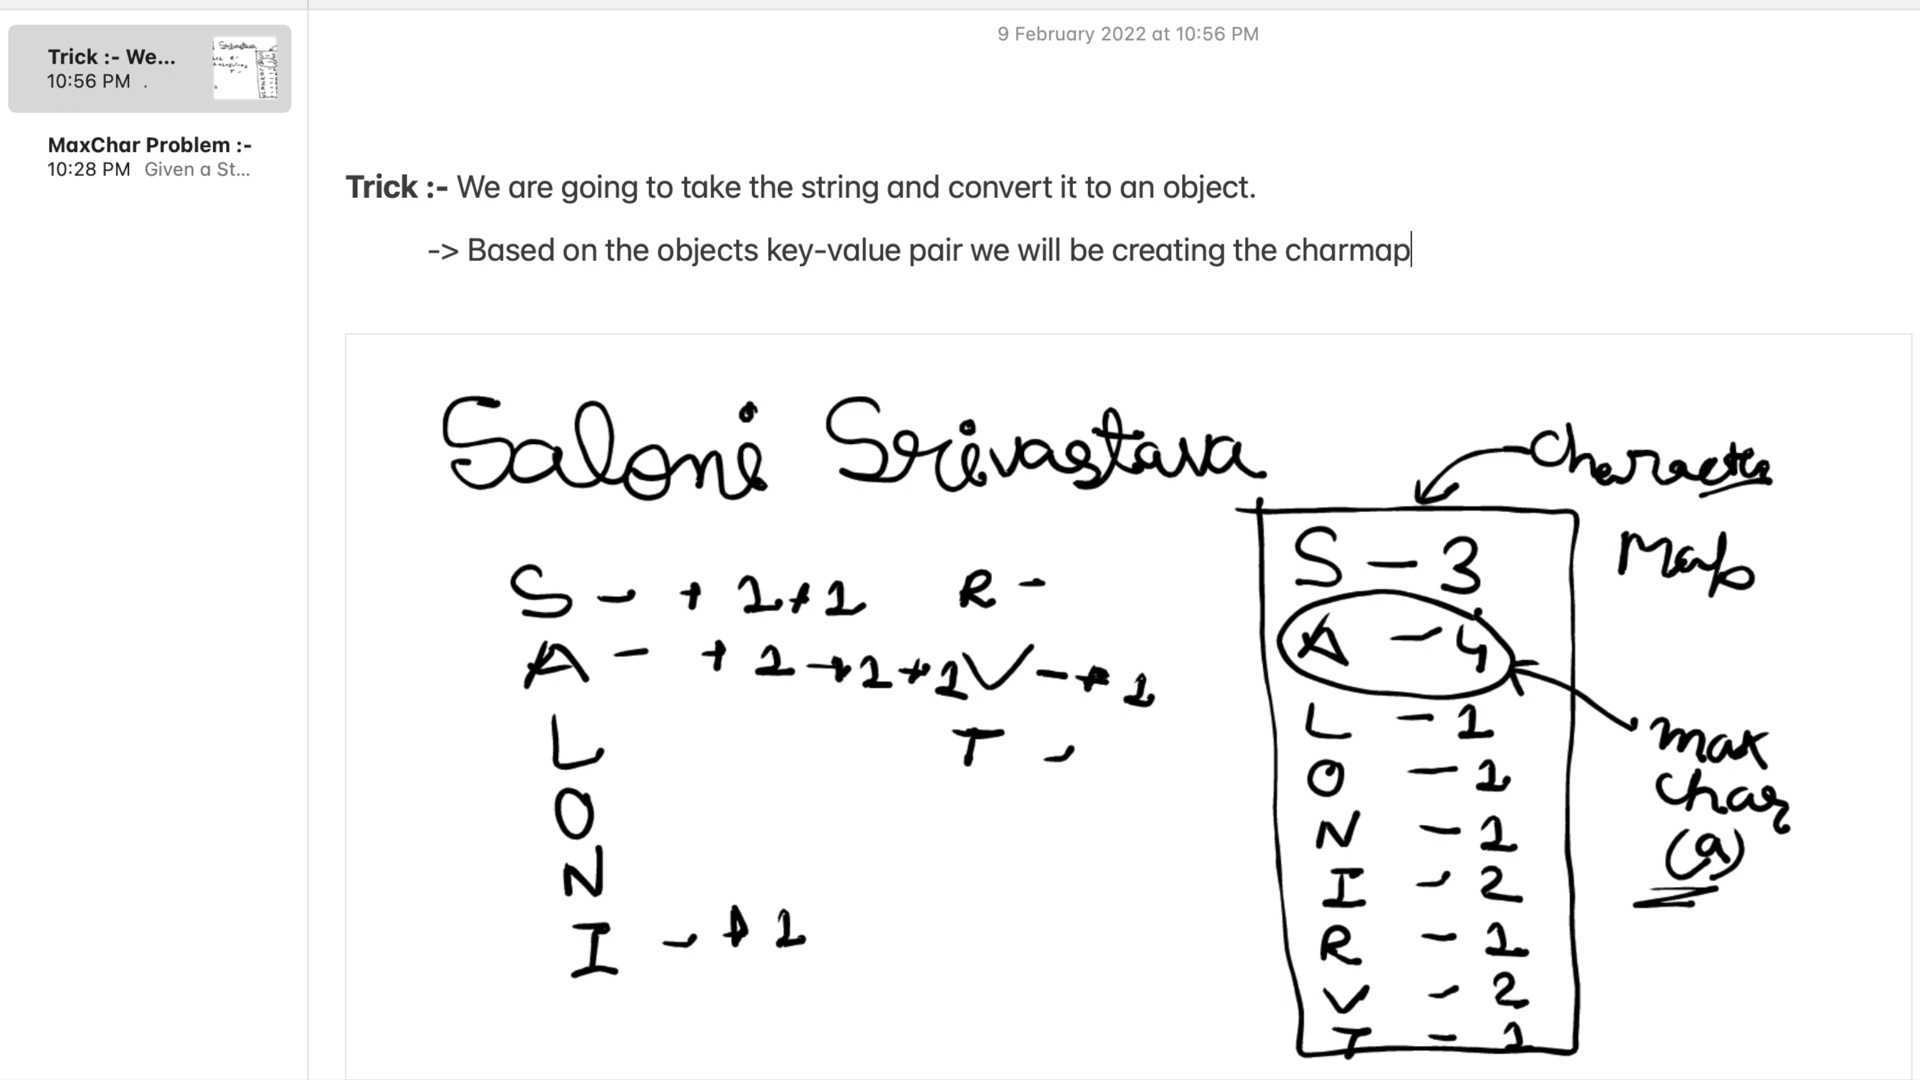 9 February 2022 at 10:56 PM
Trick :- We...
10:56 PM .
MaxChar Problem :-
10:28 PM Given a St...
Trick :- We are going to take the string and convert it to an object.
-> Based on the objects key-value pair we will be creating the charmap
Saloni Srivastava
S - + 1 + 1
A - + 1 + 1 + 1
L
O
N
I - + 1
R -
V - + 1
T -
Character
Map
S - 3
A - 4
L - 1
O - 1
N - 1
I - 2
R - 1
V - 2
T - 1
max
char
(a)